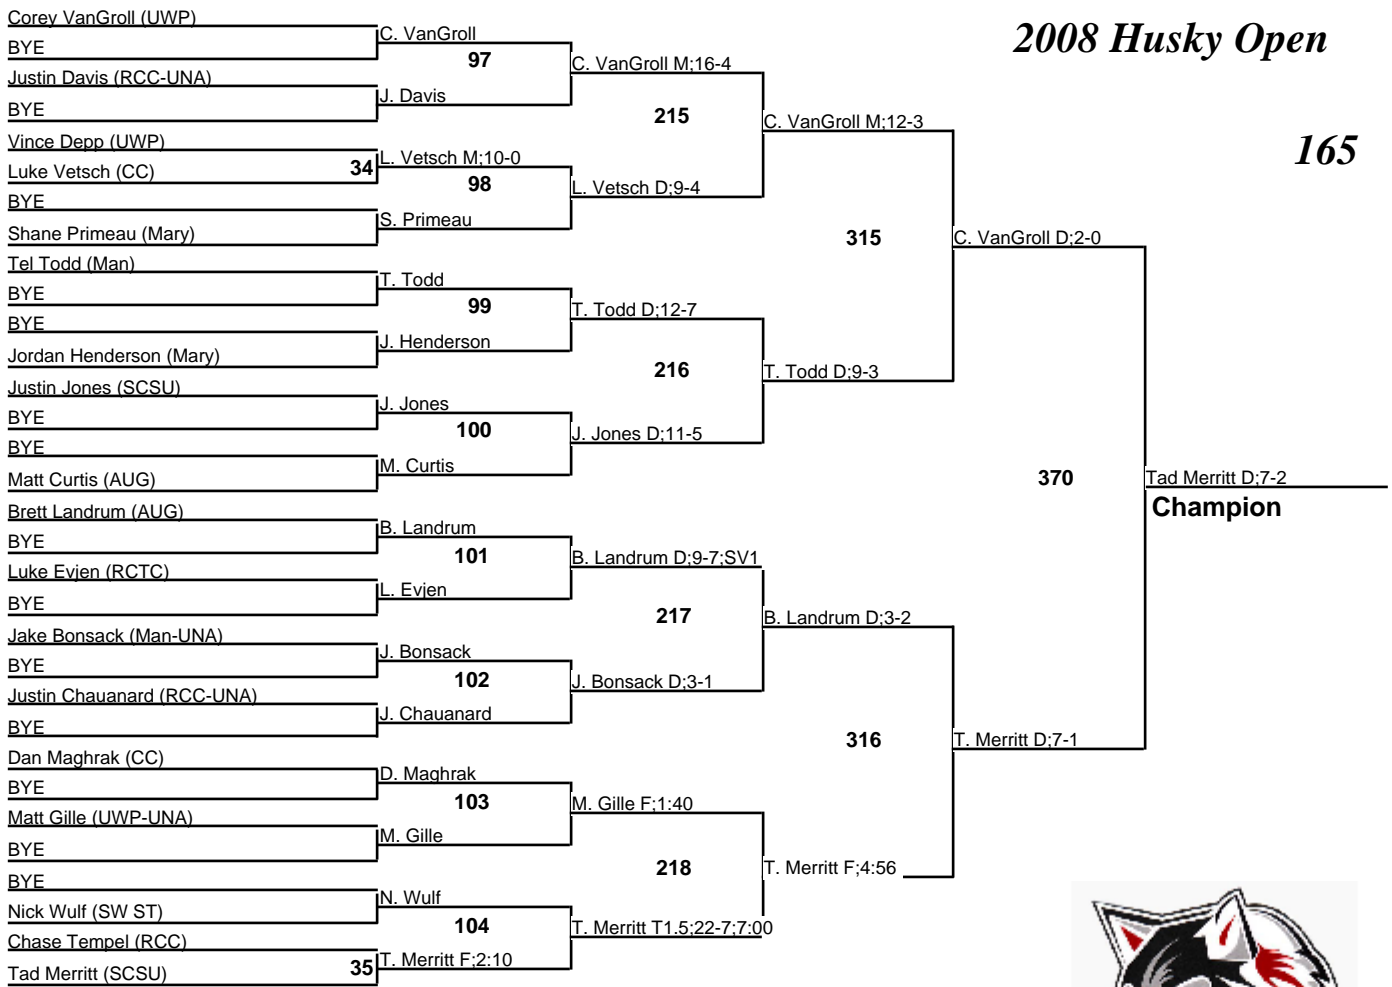 2008 Husky Open
165
Corey VanGroll (UWP)
BYE
Justin Davis (RCC-UNA)
BYE
Vince Depp (UWP)
Luke Vetsch (CC)
BYE
Shane Primeau (Mary)
Tel Todd (Man)
BYE
BYE
Jordan Henderson (Mary)
Justin Jones (SCSU)
BYE
BYE
Matt Curtis (AUG)
Brett Landrum (AUG)
BYE
Luke Evjen (RCTC)
BYE
Jake Bonsack (Man-UNA)
BYE
Justin Chauanard (RCC-UNA)
BYE
Dan Maghrak (CC)
BYE
Matt Gille (UWP-UNA)
BYE
BYE
Nick Wulf (SW ST)
Chase Tempel (RCC)
Tad Merritt (SCSU)
34
35
C. VanGroll
97
J. Davis
L. Vetsch M;10-0
98
S. Primeau
T. Todd
99
J. Henderson
J. Jones
100
M. Curtis
B. Landrum
101
L. Evjen
J. Bonsack
102
J. Chauanard
D. Maghrak
103
M. Gille
N. Wulf
104
T. Merritt F;2:10
C. VanGroll M;16-4
215
L. Vetsch D;9-4
T. Todd D;12-7
216
J. Jones D;11-5
B. Landrum D;9-7;SV1
217
J. Bonsack D;3-1
M. Gille F;1:40
218
T. Merritt T1.5;22-7;7:00
C. VanGroll M;12-3
315
T. Todd D;9-3
B. Landrum D;3-2
316
T. Merritt F;4:56
C. VanGroll D;2-0
370
T. Merritt D;7-1
Tad Merritt D;7-2
Champion